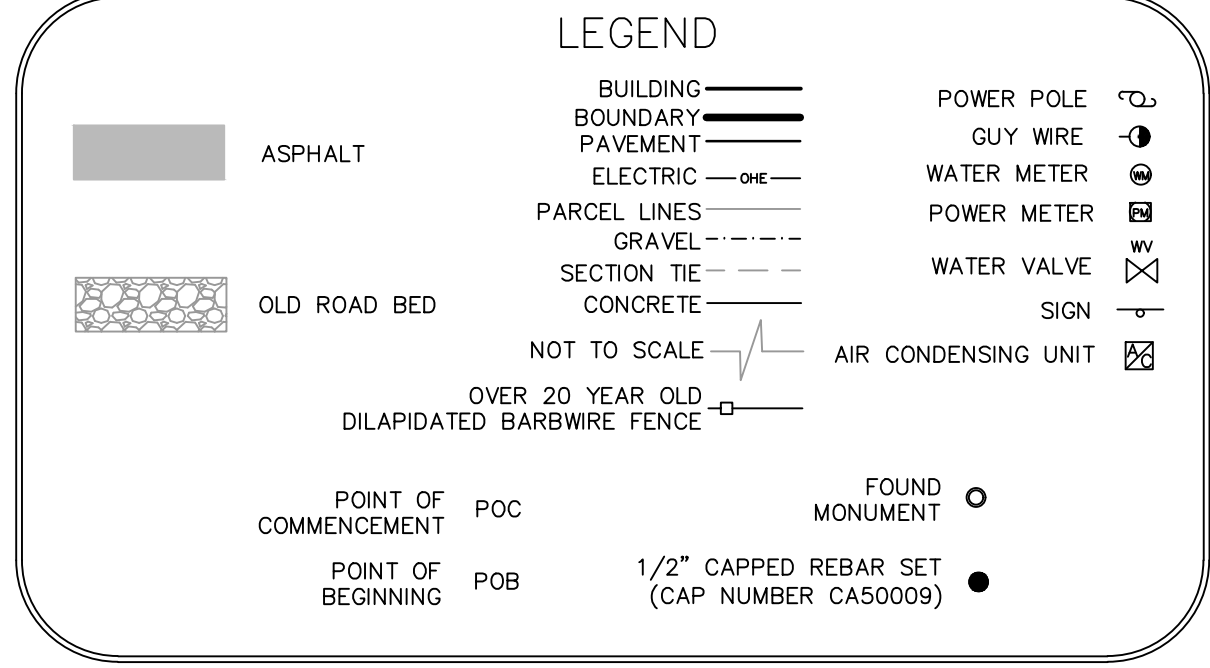 LEGEND
ASPHALT
OLD ROAD BED
BUILDING
BOUNDARY
PAVEMENT
ELECTRIC OHE
PARCEL LINES
GRAVEL
SECTION TIE
CONCRETE
NOT TO SCALE
OVER 20 YEAR OLD
DILAPIDATED BARBWIRE FENCE
POWER POLE
GUY WIRE
WATER METER WM
POWER METER PM
WV
WATER VALVE
SIGN
AIR CONDENSING UNIT A/C
POINT OF
COMMENCEMENT POC
POINT OF
BEGINNING POB
FOUND
MONUMENT
1/2" CAPPED REBAR SET
(CAP NUMBER CA50009)